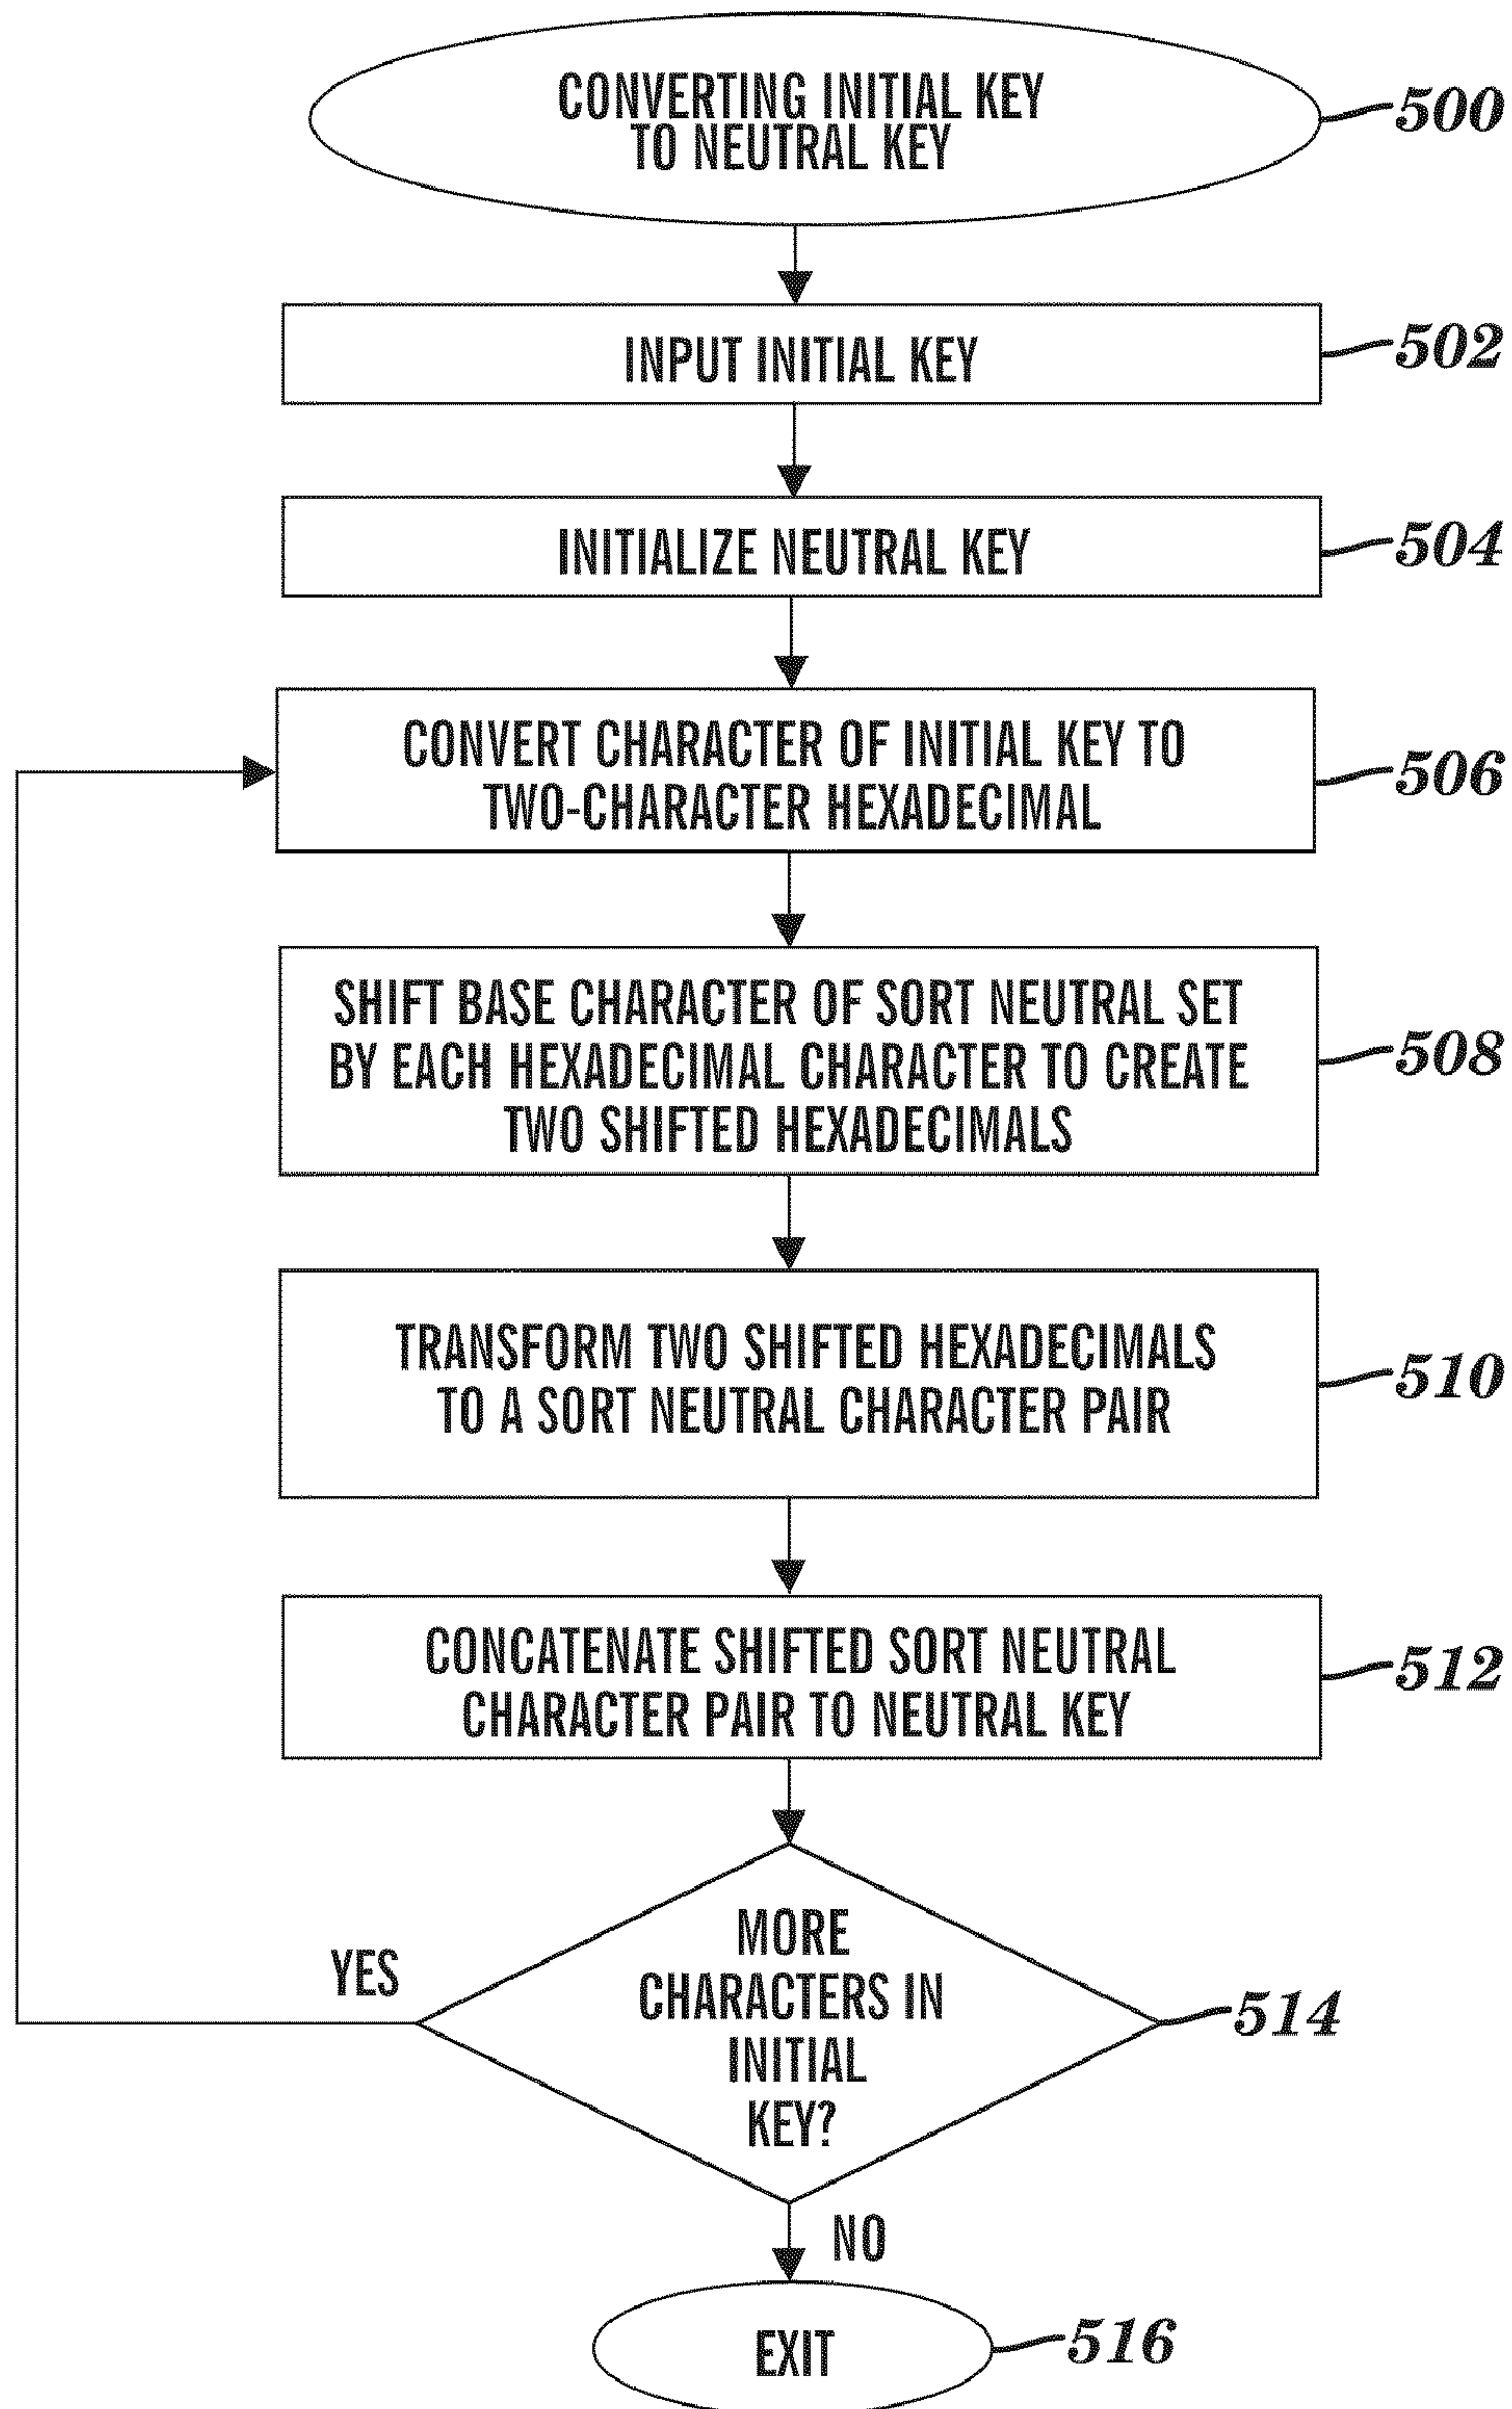 CONVERTING INITIAL KEY
TO NEUTRAL KEY
500
INPUT INITIAL KEY
502
INITIALIZE NEUTRAL KEY
504
CONVERT CHARACTER OF INITIAL KEY TO
TWO-CHARACTER HEXADECIMAL
506
SHIFT BASE CHARACTER OF SORT NEUTRAL SET
BY EACH HEXADECIMAL CHARACTER TO CREATE
TWO SHIFTED HEXADECIMALS
508
TRANSFORM TWO SHIFTED HEXADECIMALS
TO A SORT NEUTRAL CHARACTER PAIR
510
CONCATENATE SHIFTED SORT NEUTRAL
CHARACTER PAIR TO NEUTRAL KEY
512
MORE
CHARACTERS IN
INITIAL
KEY?
514
YES
NO
EXIT
516